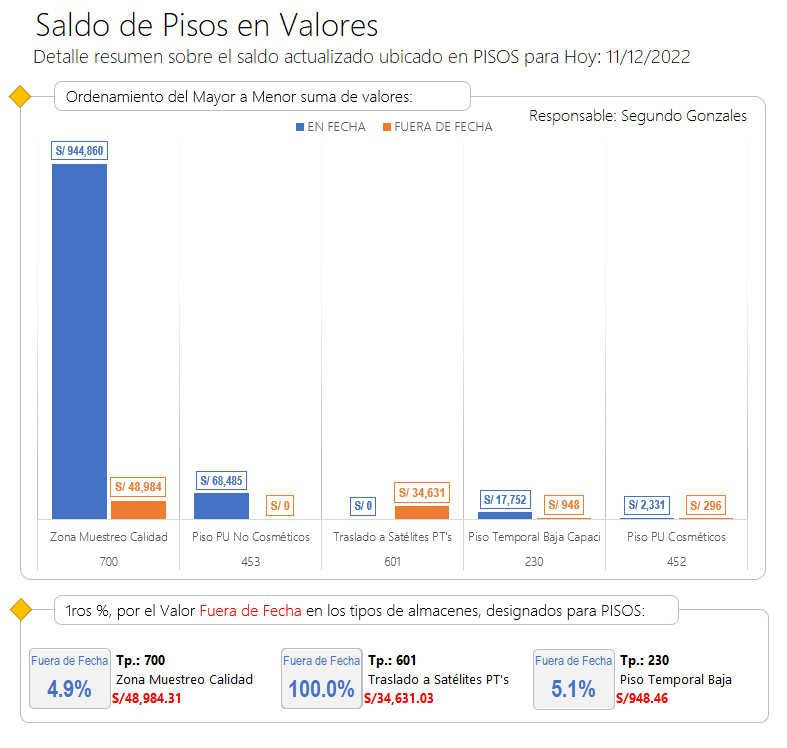 Saldo de Pisos en Valores
Detalle resumen sobre el saldo actualizado ubicado en PISOS para Hoy: 11/12/2022
Ordenamiento del Mayor a Menor suma de valores:
Responsable: Segundo Gonzales
EN FECHA FUERA DE FECHA
S/ 944,860
S/ 48,984
S/ 68,485
S/ 0
S/ 0
S/ 34,631
S/ 17,752
S/ 948
S/ 2,331
S/ 296
Zona Muestreo Calidad Piso PU No Cosméticos Traslado a Satélites PT's Piso Temporal Baja Capaci Piso PU Cosméticos
700 453 601 230 452
1ros %, por el Valor Fuera de Fecha en los tipos de almacenes, designados para PISOS:
Fuera de Fecha
4.9%
Tp.: 700
Zona Muestreo Calidad
S/48,984.31
Fuera de Fecha
100.0%
Tp.: 601
Traslado a Satélites PT's
S/34,631.03
Fuera de Fecha
5.1%
Tp.: 230
Piso Temporal Baja
S/948.46